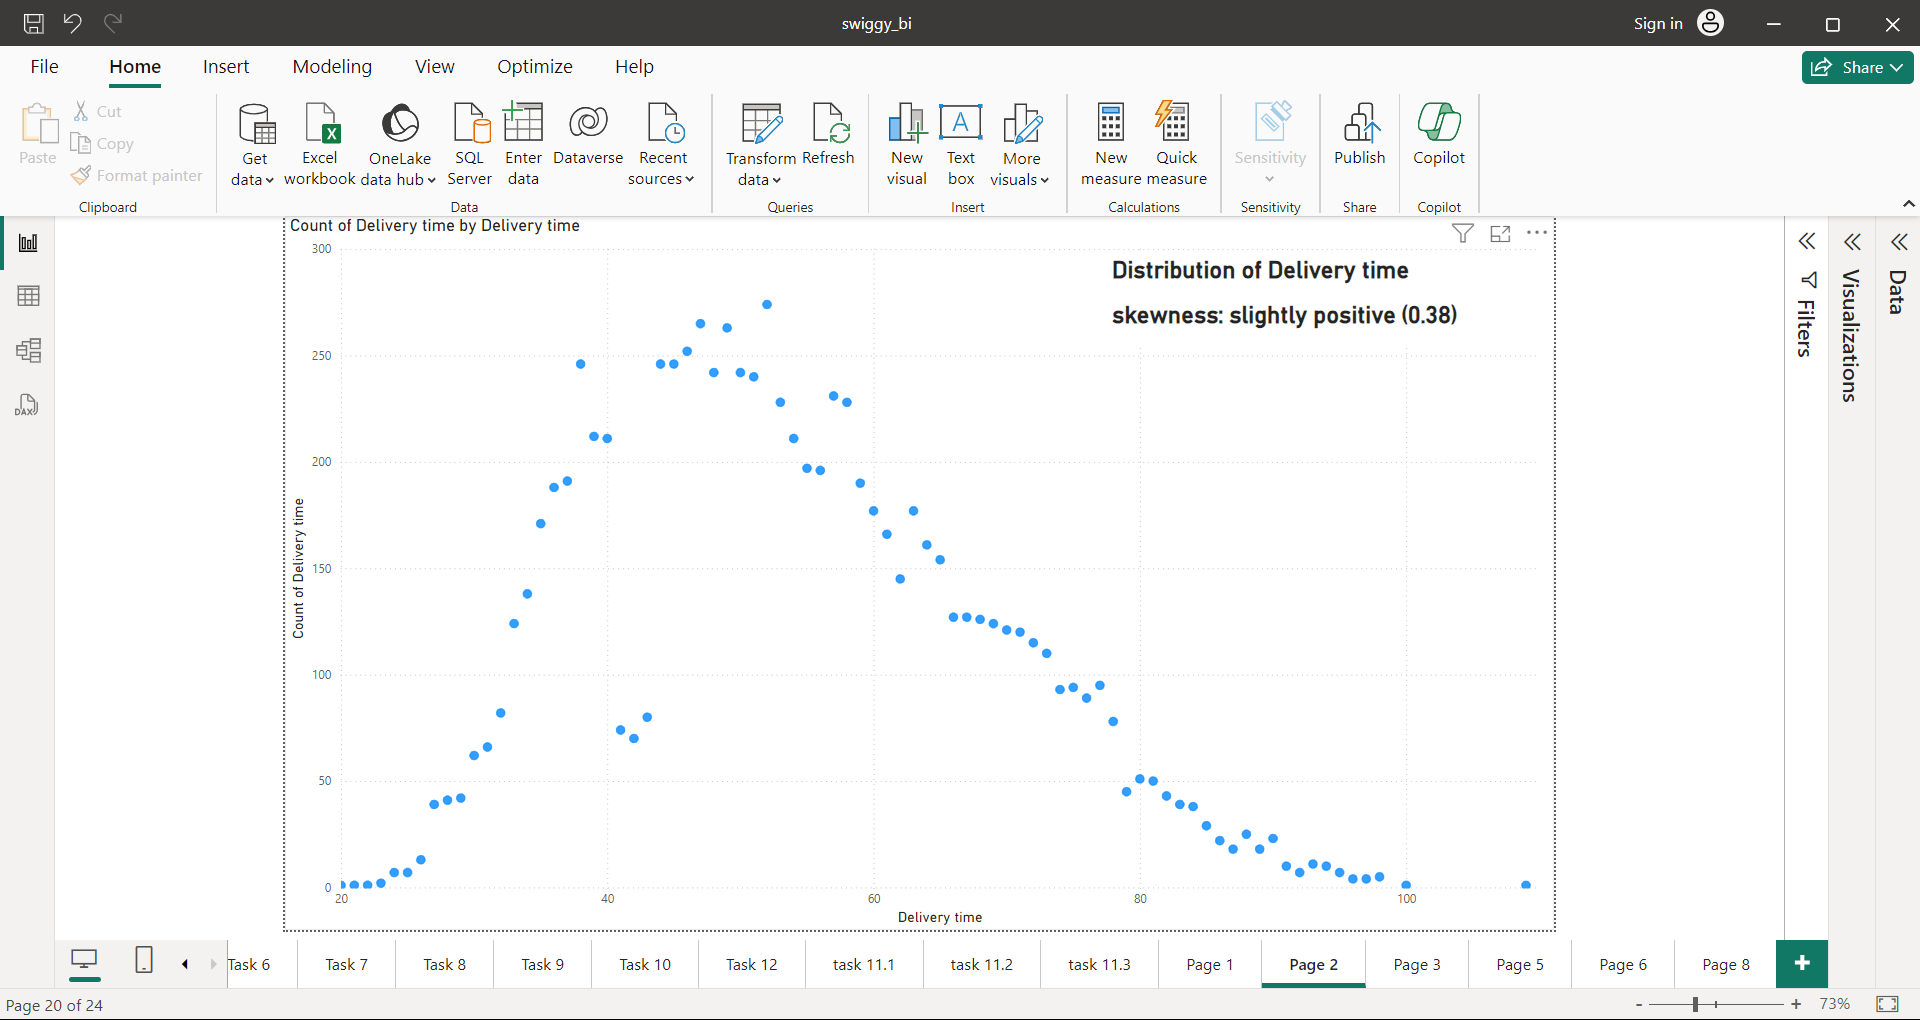 swiggy_bi
Sign in
File Home Insert Modeling View Optimize Help
Share
Paste
Cut
Copy
Format painter
Clipboard
Get data
Excel workbook
OneLake data hub
SQL Server
Enter data
Dataverse
Recent sources
Data
Transform data
Refresh
Queries
New visual
Text box
More visuals
Insert
New measure
Quick measure
Calculations
Sensitivity
Sensitivity
Publish
Share
Copilot
Copilot
DAX
Count of Delivery time by Delivery time
Distribution of Delivery time
skewness: slightly positive (0.38)
300
250
200
150
100
50
0
Count of Delivery time
20 40 60 80 100
Delivery time
Filters
Visualizations
Data
Task 6 Task 7 Task 8 Task 9 Task 10 Task 12 task 11.1 task 11.2 task 11.3 Page 1 Page 2 Page 3 Page 5 Page 6 Page 8
Page 20 of 24
- + 73%